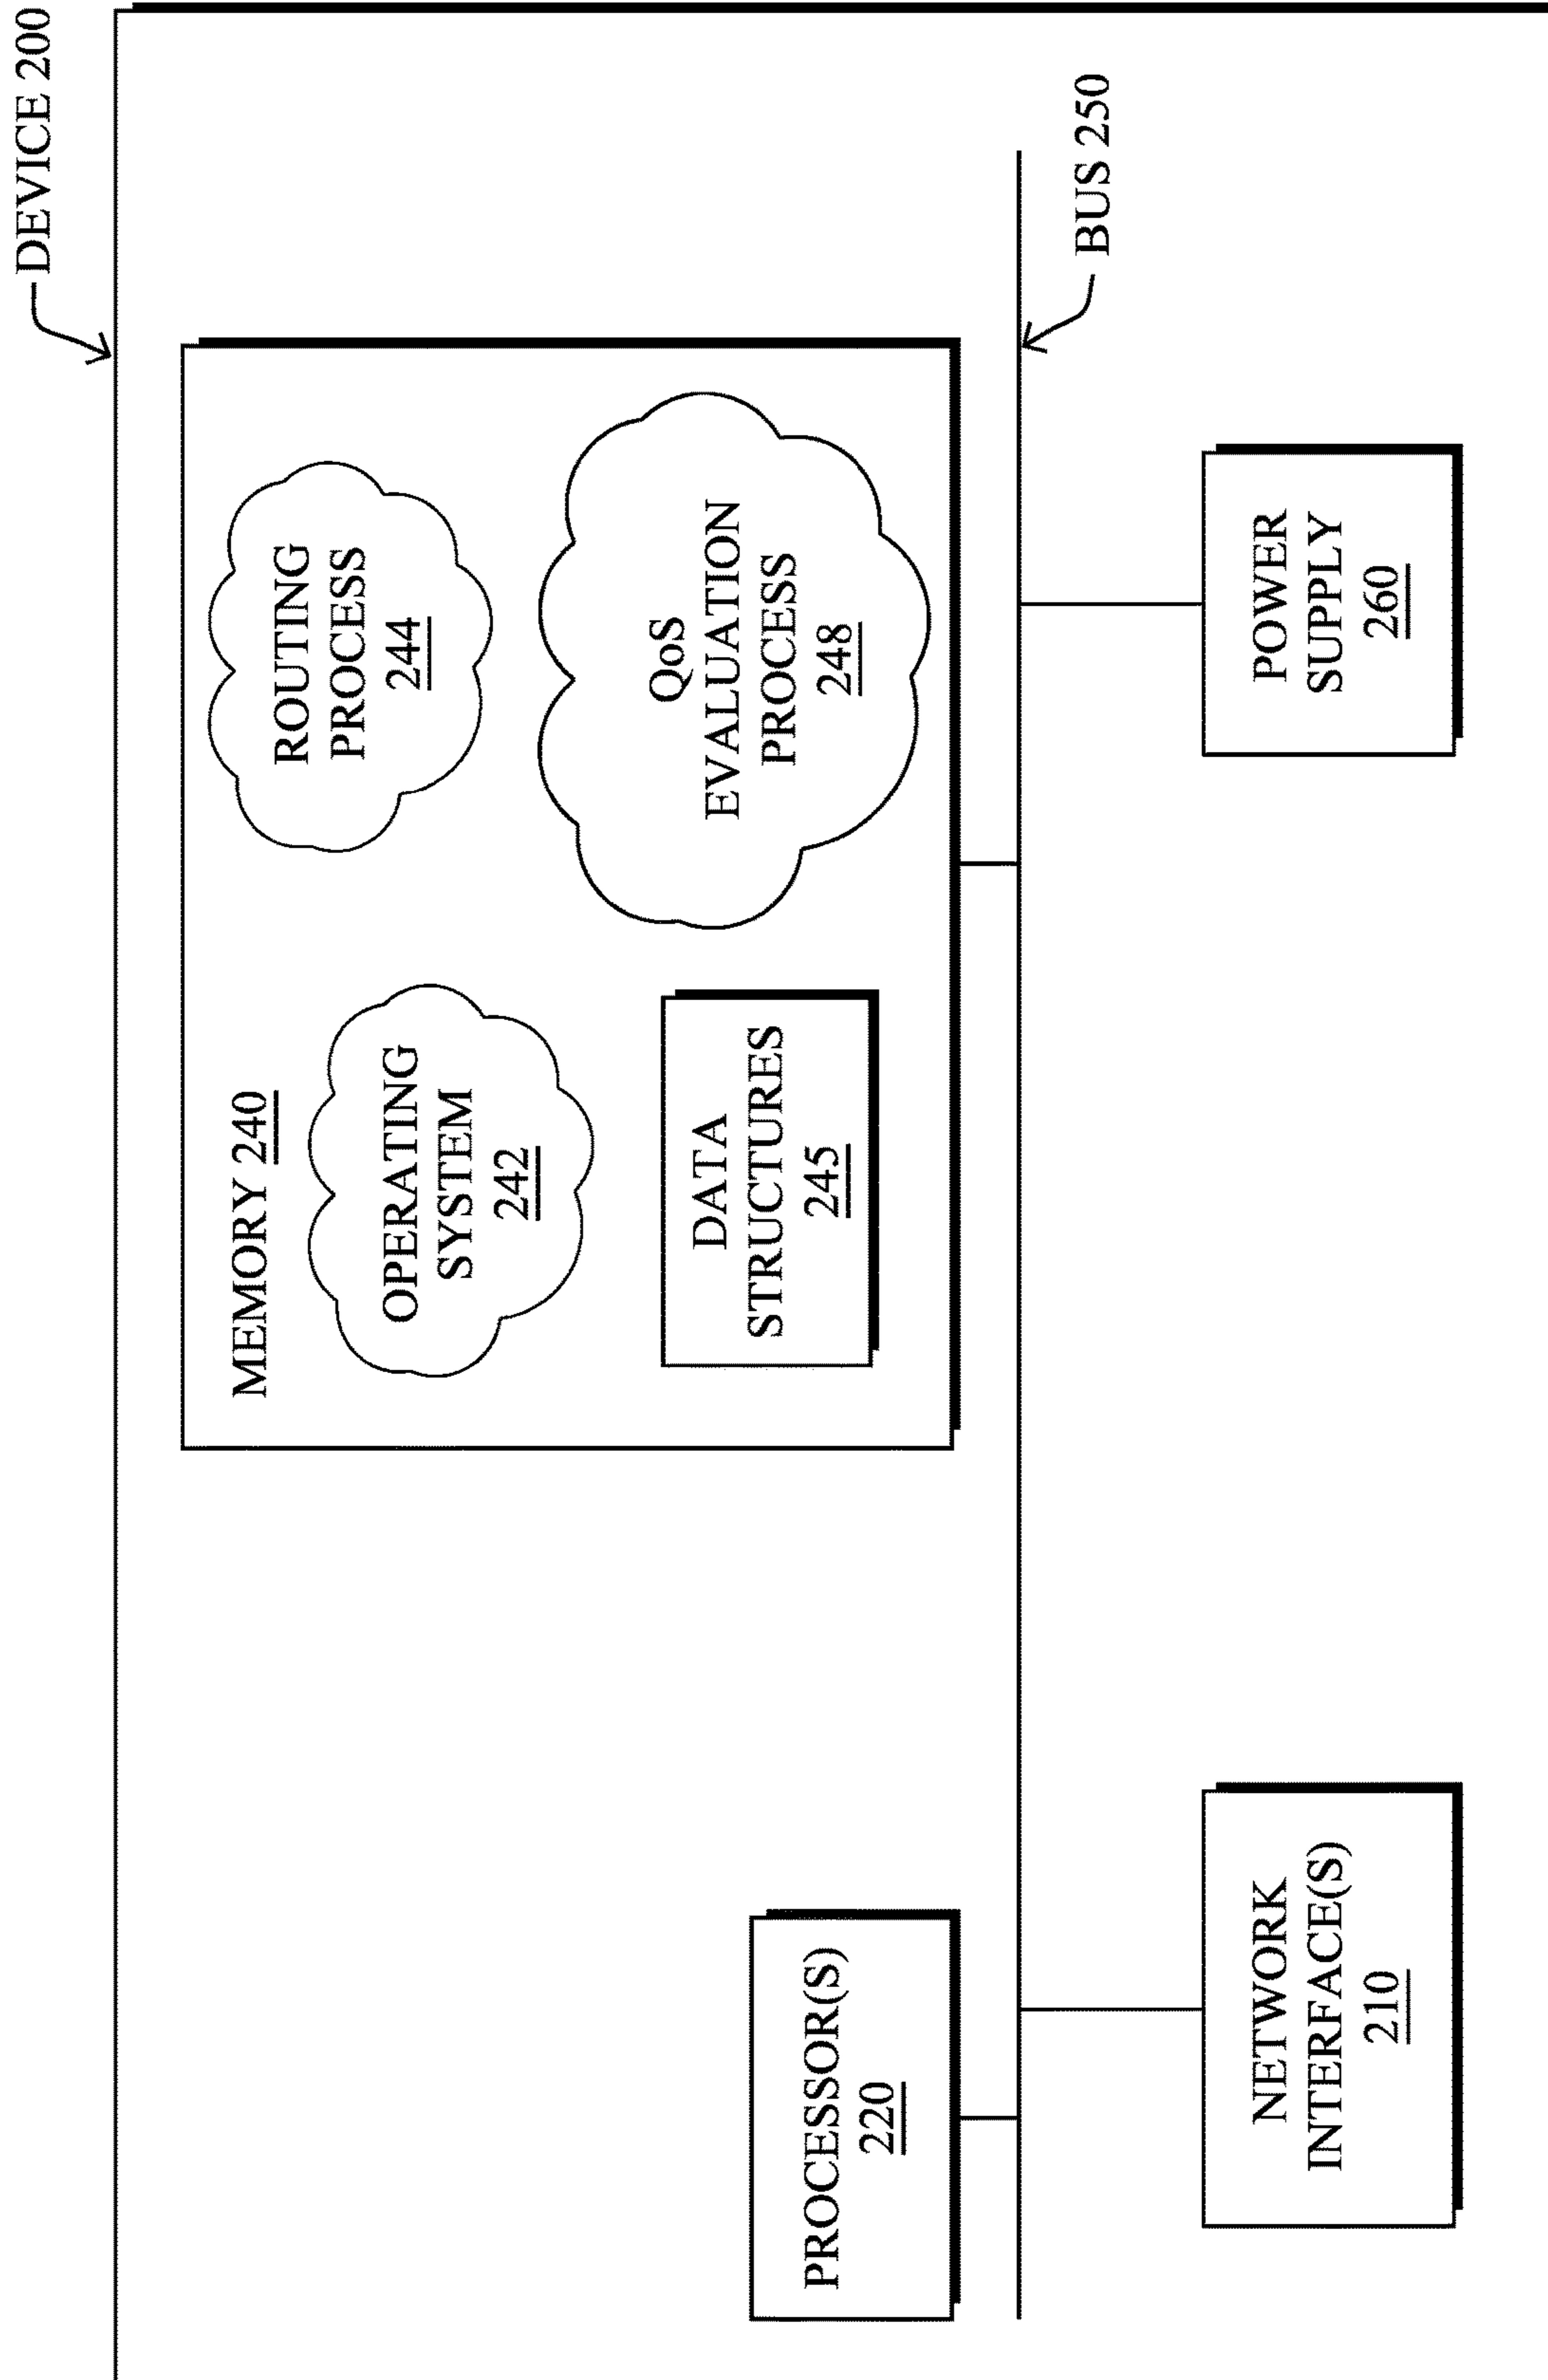 DEVICE 200
MEMORY 240
OPERATING
SYSTEM
242
ROUTING
PROCESS
244
DATA
STRUCTURES
245
QoS
EVALUATION
PROCESS
248
PROCESSOR(S)
220
BUS 250
NETWORK
INTERFACE(S)
210
POWER
SUPPLY
260